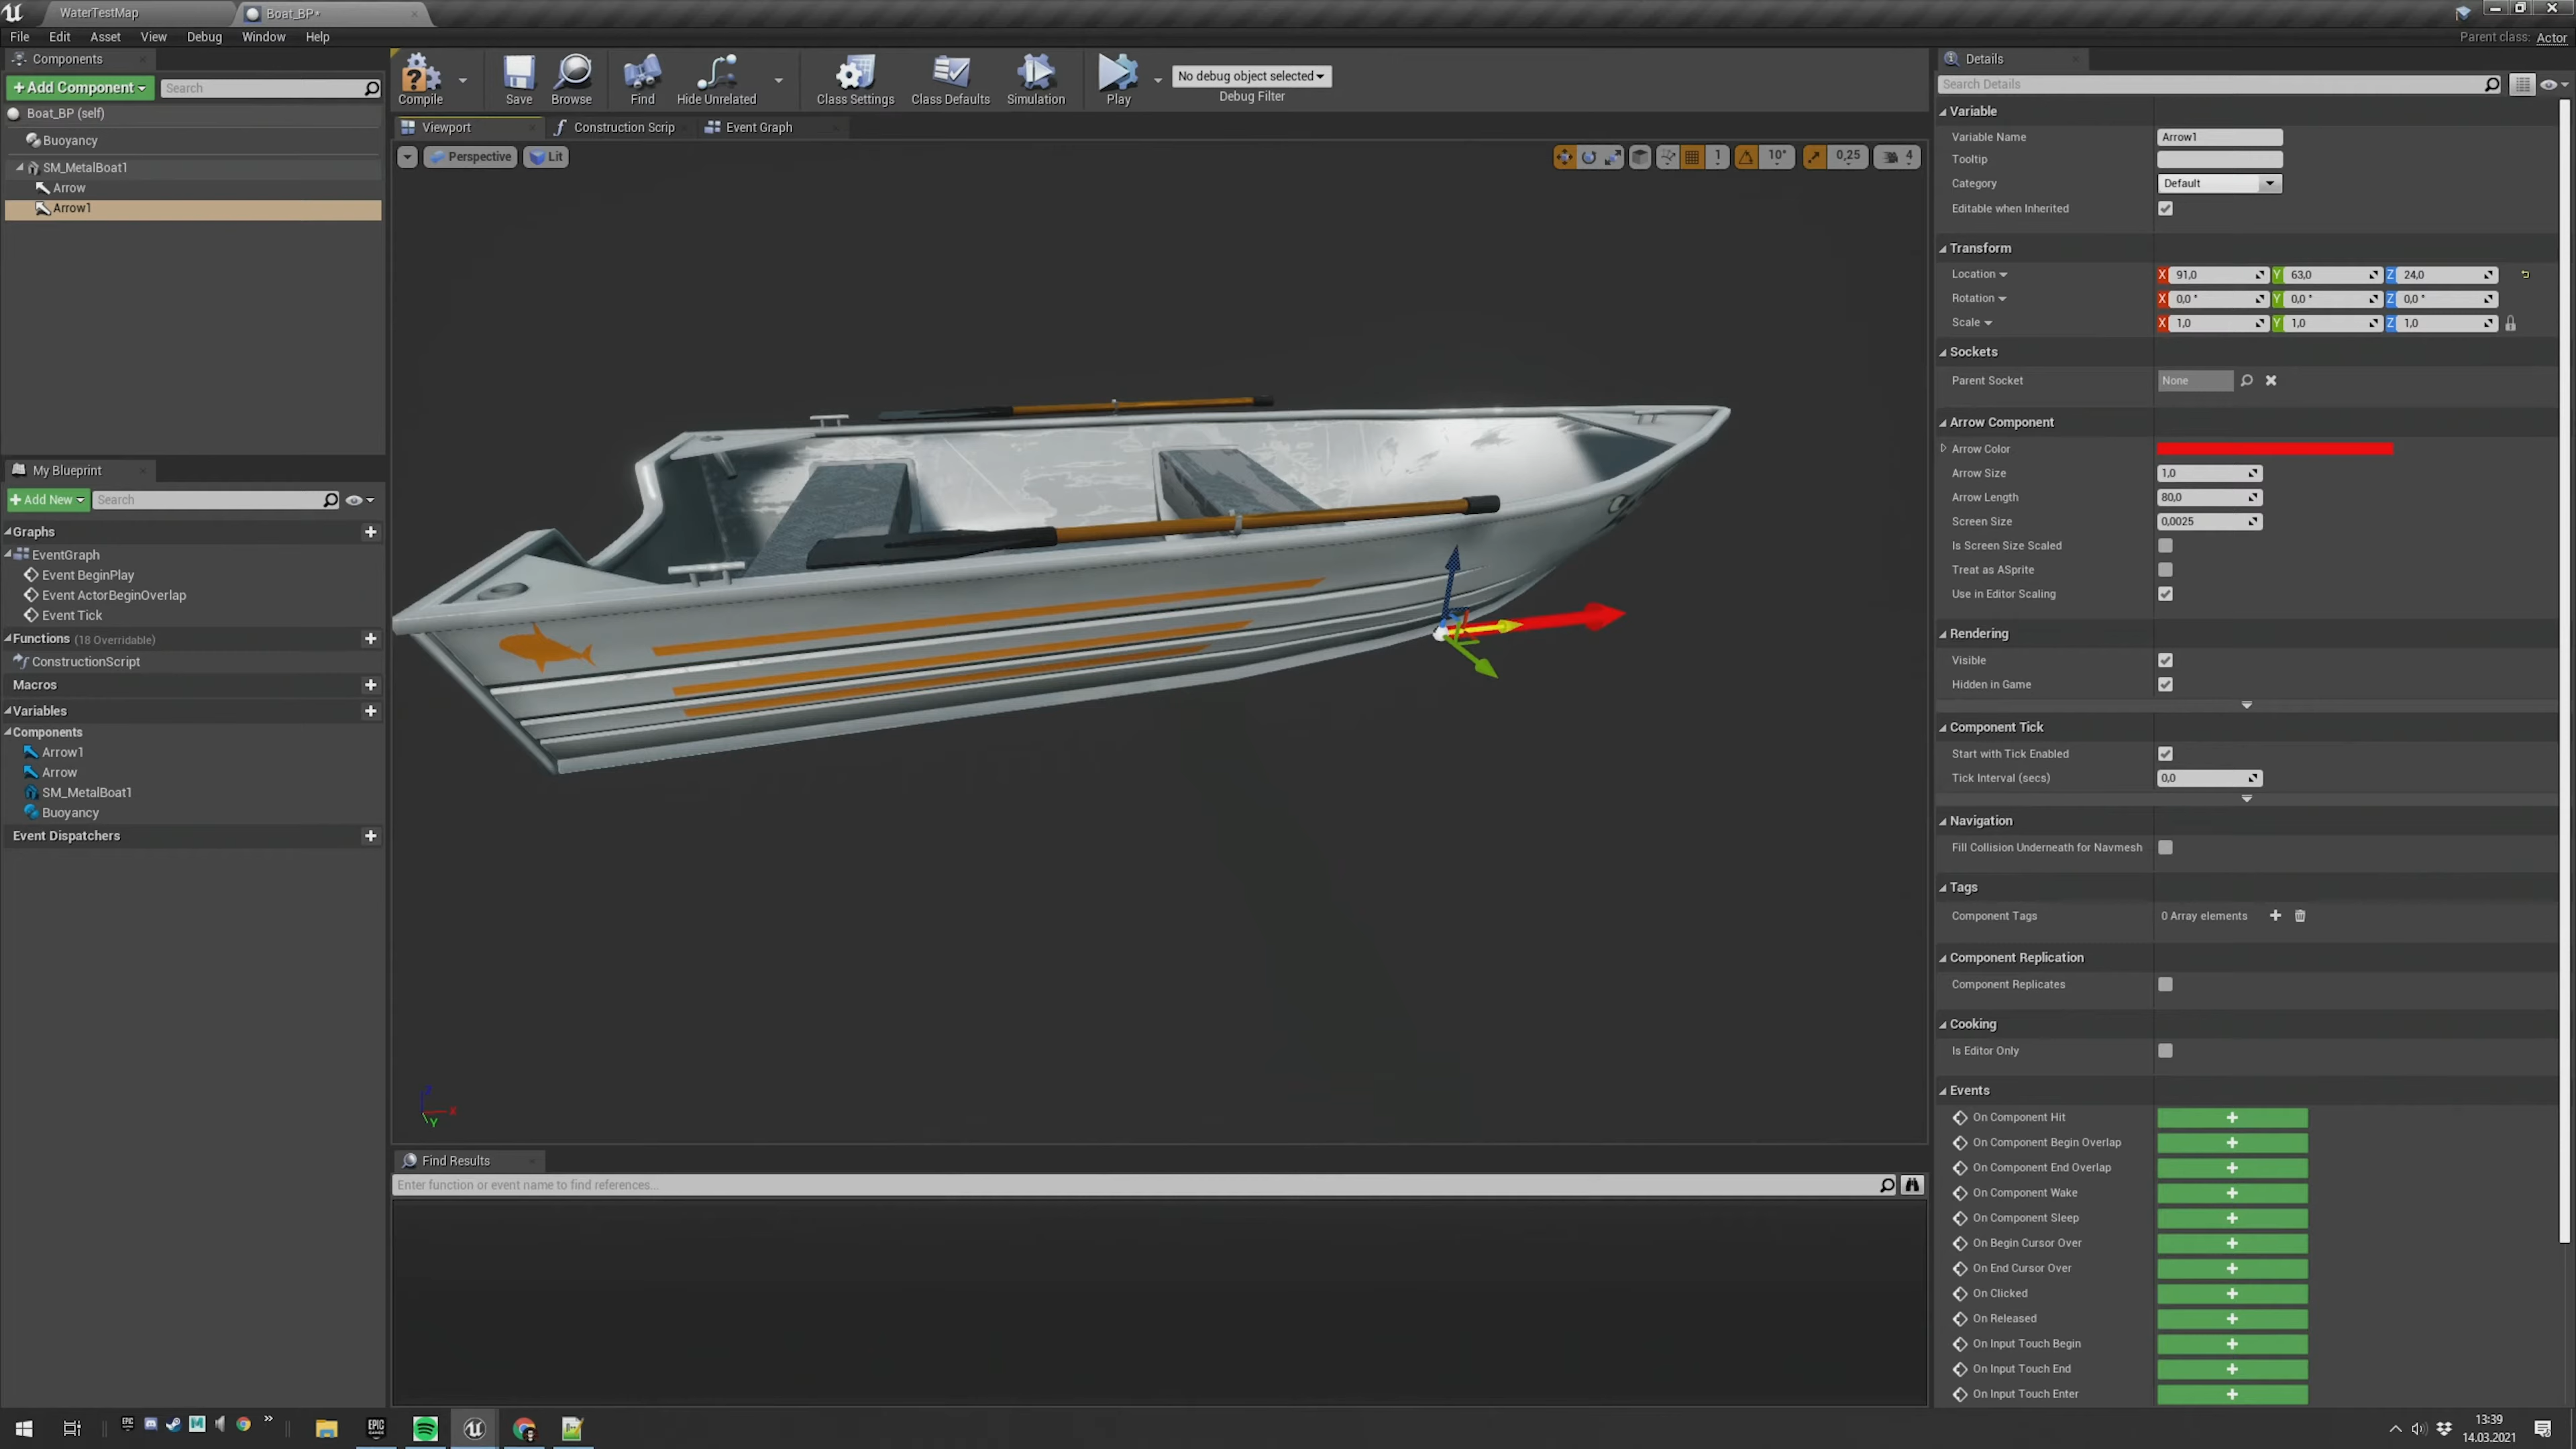 WaterTestMap
Boat_BP*
File Edit Asset View Debug Window Help
Parent class: Actor
Components
+Add Component
Search
Boat_BP (self)
Buoyancy
SM_MetalBoat1
Arrow
Arrow1
Compile
Save
Browse
Find
Hide Unrelated
Class Settings
Class Defaults
Simulation
Play
No debug object selected
Debug Filter
Viewport
Construction Scrip
Event Graph
Perspective
Lit
1
10°
0,25
4
X
Y
My Blueprint
+Add New
Search
Graphs
EventGraph
Event BeginPlay
Event ActorBeginOverlap
Event Tick
Functions (18 Overridable)
ConstructionScript
Macros
Variables
Components
Arrow1
Arrow
SM_MetalBoat1
Buoyancy
Event Dispatchers
Find Results
Enter function or event name to find references...
Details
Search Details
Variable
Variable Name Arrow1
Tooltip
Category Default
Editable when Inherited
Transform
Location X 91,0 Y 63,0 Z 24,0
Rotation X 0,0 ° Y 0,0 ° Z 0,0 °
Scale X 1,0 Y 1,0 Z 1,0
Sockets
Parent Socket None
Arrow Component
Arrow Color
Arrow Size 1,0
Arrow Length 80,0
Screen Size 0,0025
Is Screen Size Scaled
Treat as ASprite
Use in Editor Scaling
Rendering
Visible
Hidden in Game
Component Tick
Start with Tick Enabled
Tick Interval (secs) 0,0
Navigation
Fill Collision Underneath for Navmesh
Tags
Component Tags 0 Array elements
Component Replication
Component Replicates
Cooking
Is Editor Only
Events
On Component Hit
On Component Begin Overlap
On Component End Overlap
On Component Wake
On Component Sleep
On Begin Cursor Over
On End Cursor Over
On Clicked
On Released
On Input Touch Begin
On Input Touch End
On Input Touch Enter
13:39
14.03.2021